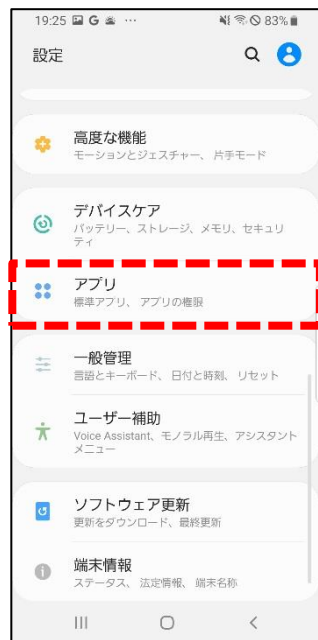 19:25 G ··· 83%
設定
高度な機能
モーションとジェスチャー、片手モード
デバイスケア
バッテリー、ストレージ、メモリ、セキュリ
ティ
アプリ
標準アプリ、アプリの権限
一般管理
言語とキーボード、日付と時刻、リセット
ユーザー補助
Voice Assistant、モノラル再生、アシスタント
メニュー
ソフトウェア更新
更新をダウンロード、最終更新
端末情報
ステータス、法定情報、端末名称